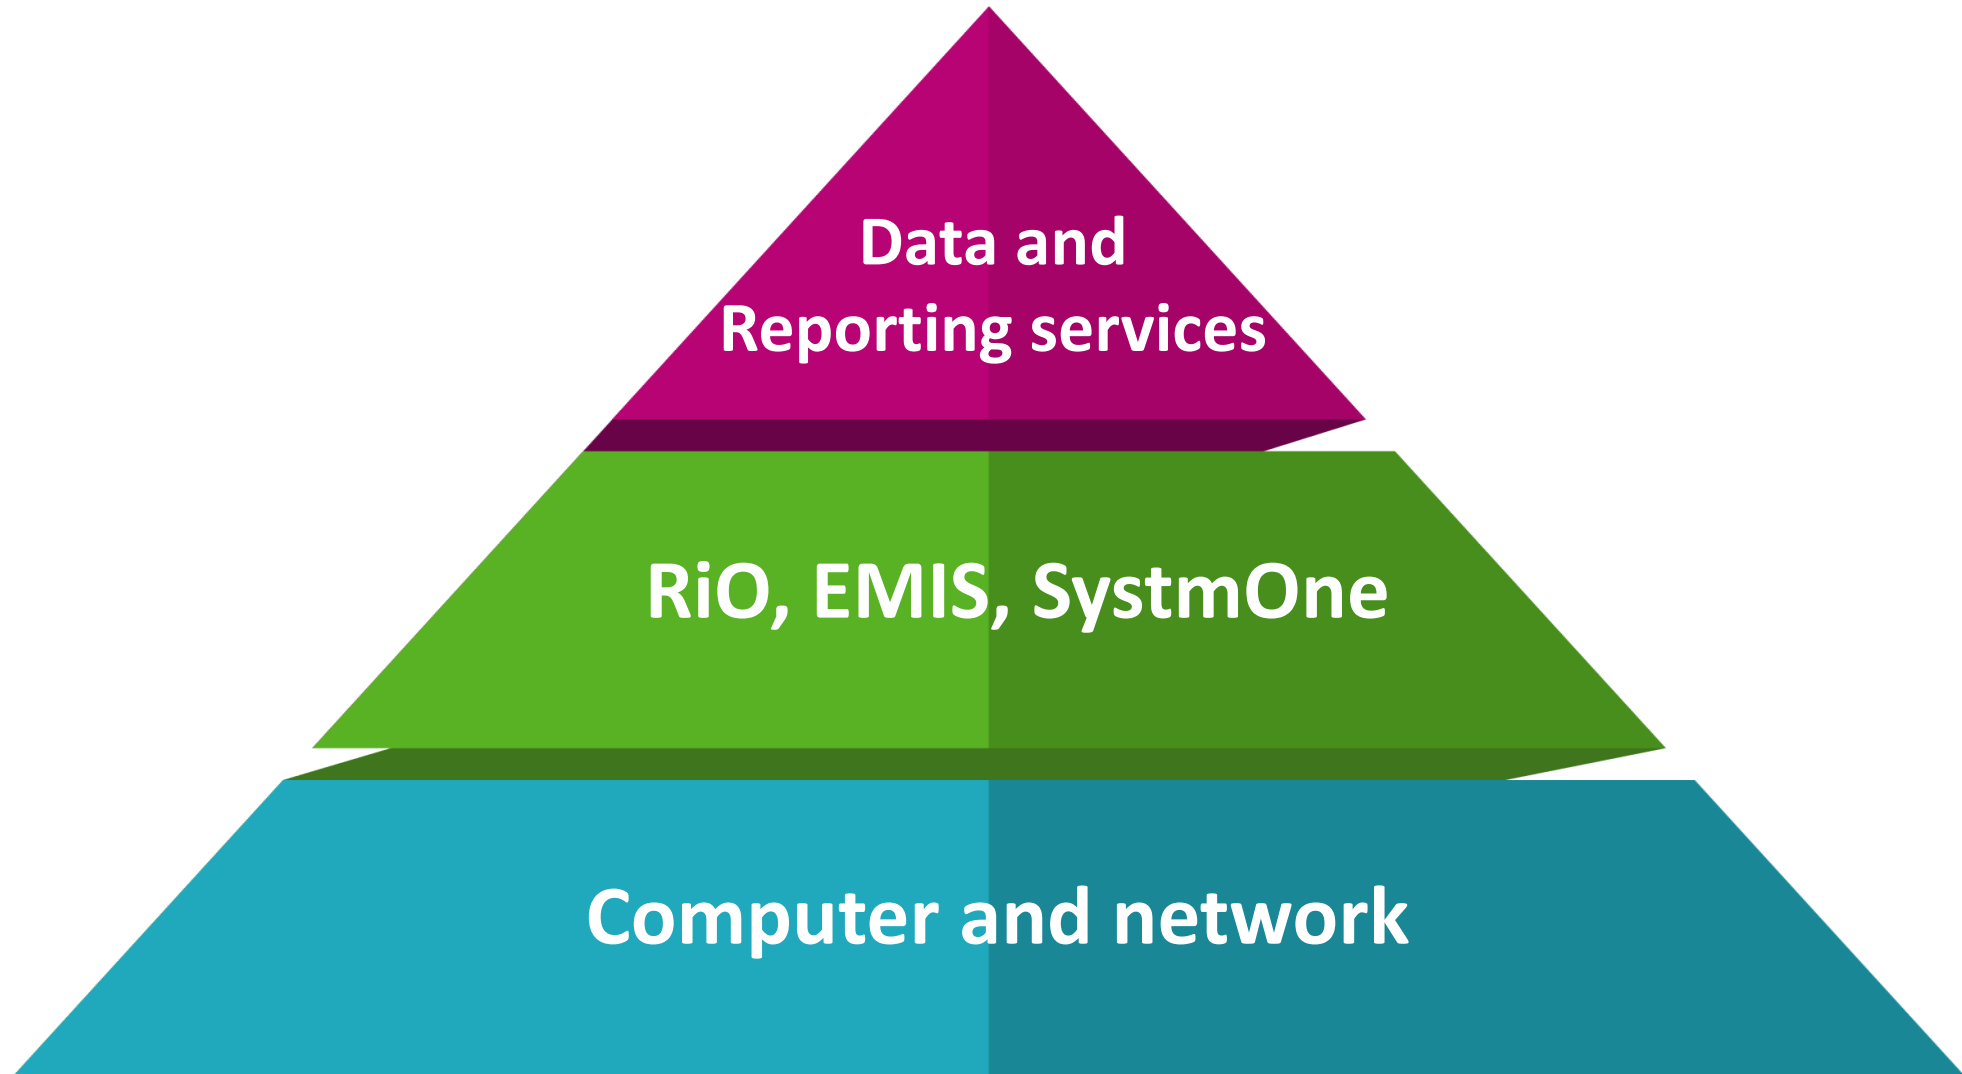 Data and
Reporting services
RiO, EMIS, SystmOne
Computer and network